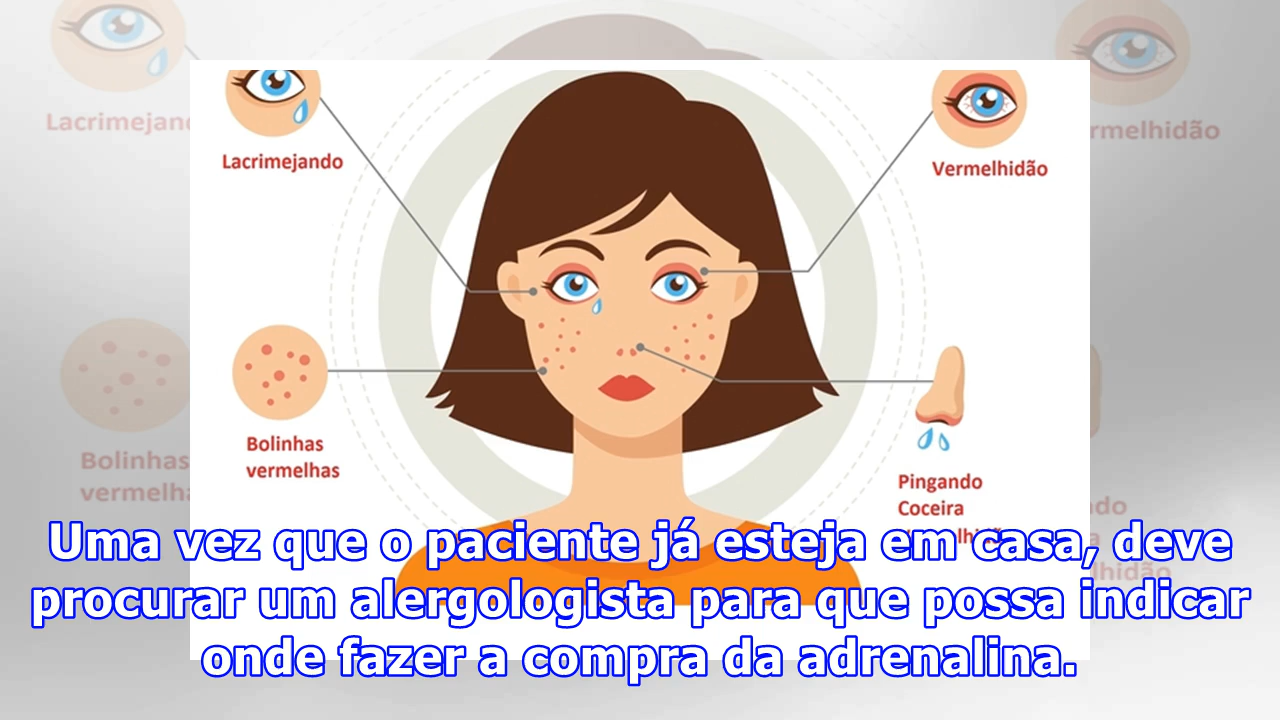 Lacrimejando
Vermelhidão
Bolinhas
vermelhas
Pingando
Coceira
Uma vez que o paciente já esteja em casa, deve
procurar um alergologista para que possa indicar
onde fazer a compra da adrenalina.